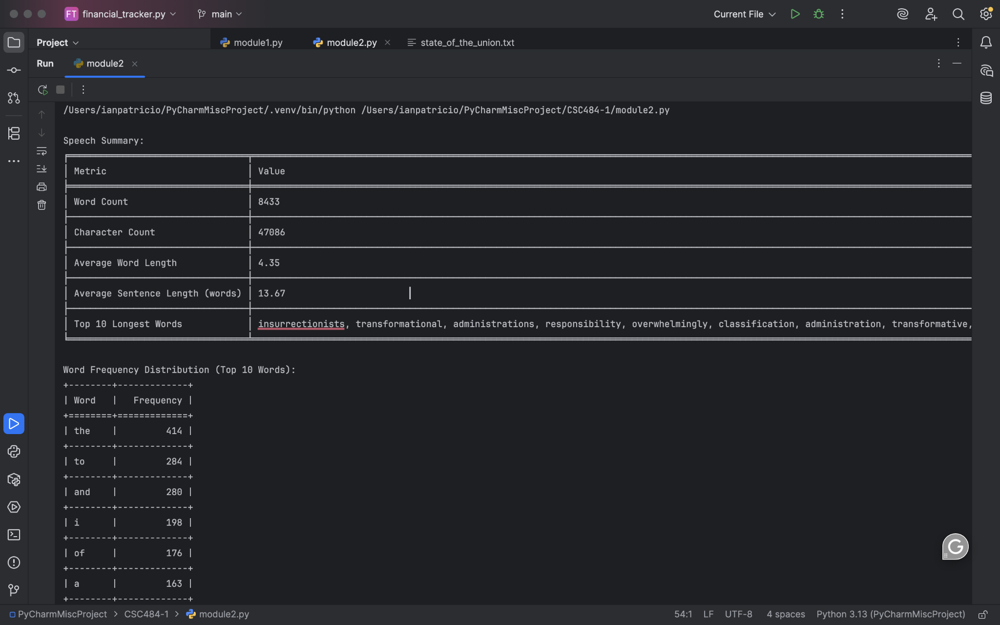 FT financial_tracker.py main Current File
Project module1.py module2.py state_of_the_union.txt
Run module2
/Users/ianpatricio/PyCharmMiscProject/.venv/bin/python /Users/ianpatricio/PyCharmMiscProject/CSC484-1/module2.py
Speech Summary:
Metric Value
Word Count 8433
Character Count 47086
Average Word Length 4.35
Average Sentence Length (words) 13.67
Top 10 Longest Words insurrectionists, transformational, administrations, responsibility, overwhelmingly, classification, administration, transformative,
Word Frequency Distribution (Top 10 Words):
+--------+-------------+
| Word   |   Frequency |
+========+=============+
| the    |         414 |
+--------+-------------+
| to     |         284 |
+--------+-------------+
| and    |         280 |
+--------+-------------+
| i      |         198 |
+--------+-------------+
| of     |         176 |
+--------+-------------+
| a      |         163 |
+--------+-------------+
PyCharmMiscProject > CSC484-1 > module2.py 54:1 LF UTF-8 4 spaces Python 3.13 (PyCharmMiscProject)